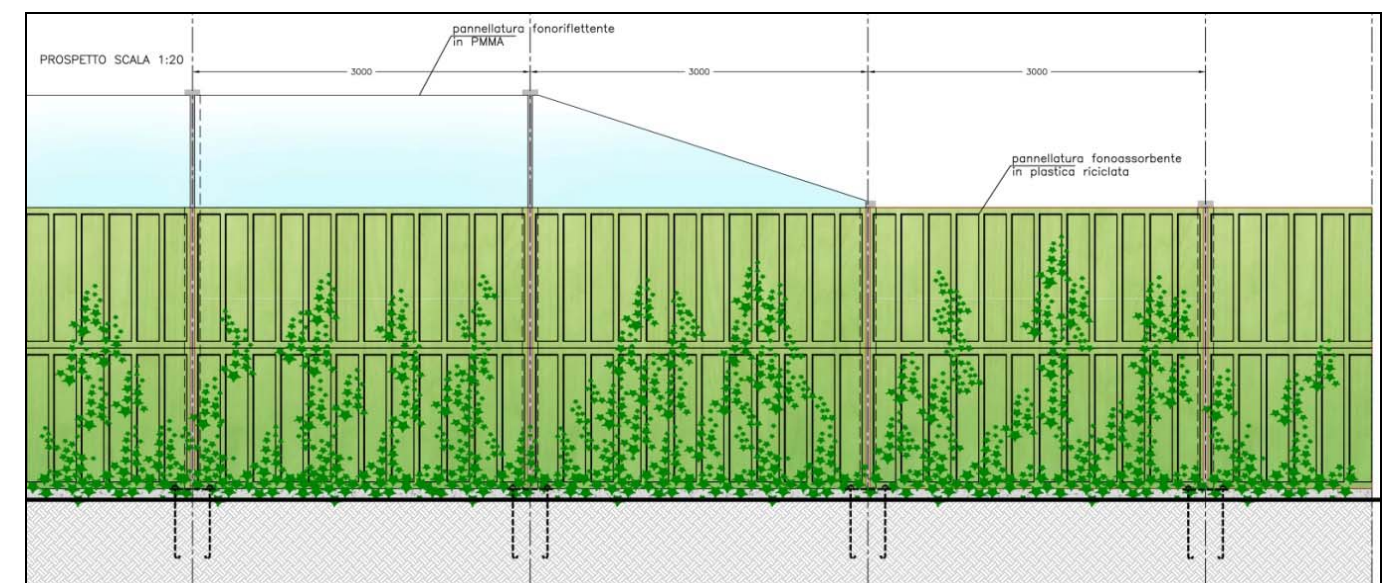 pannellatura fonoriflettente
in PMMA
PROSPETTO SCALA 1:20
3000
3000
3000
pannellatura fonoassorbente
in plastica riciclata